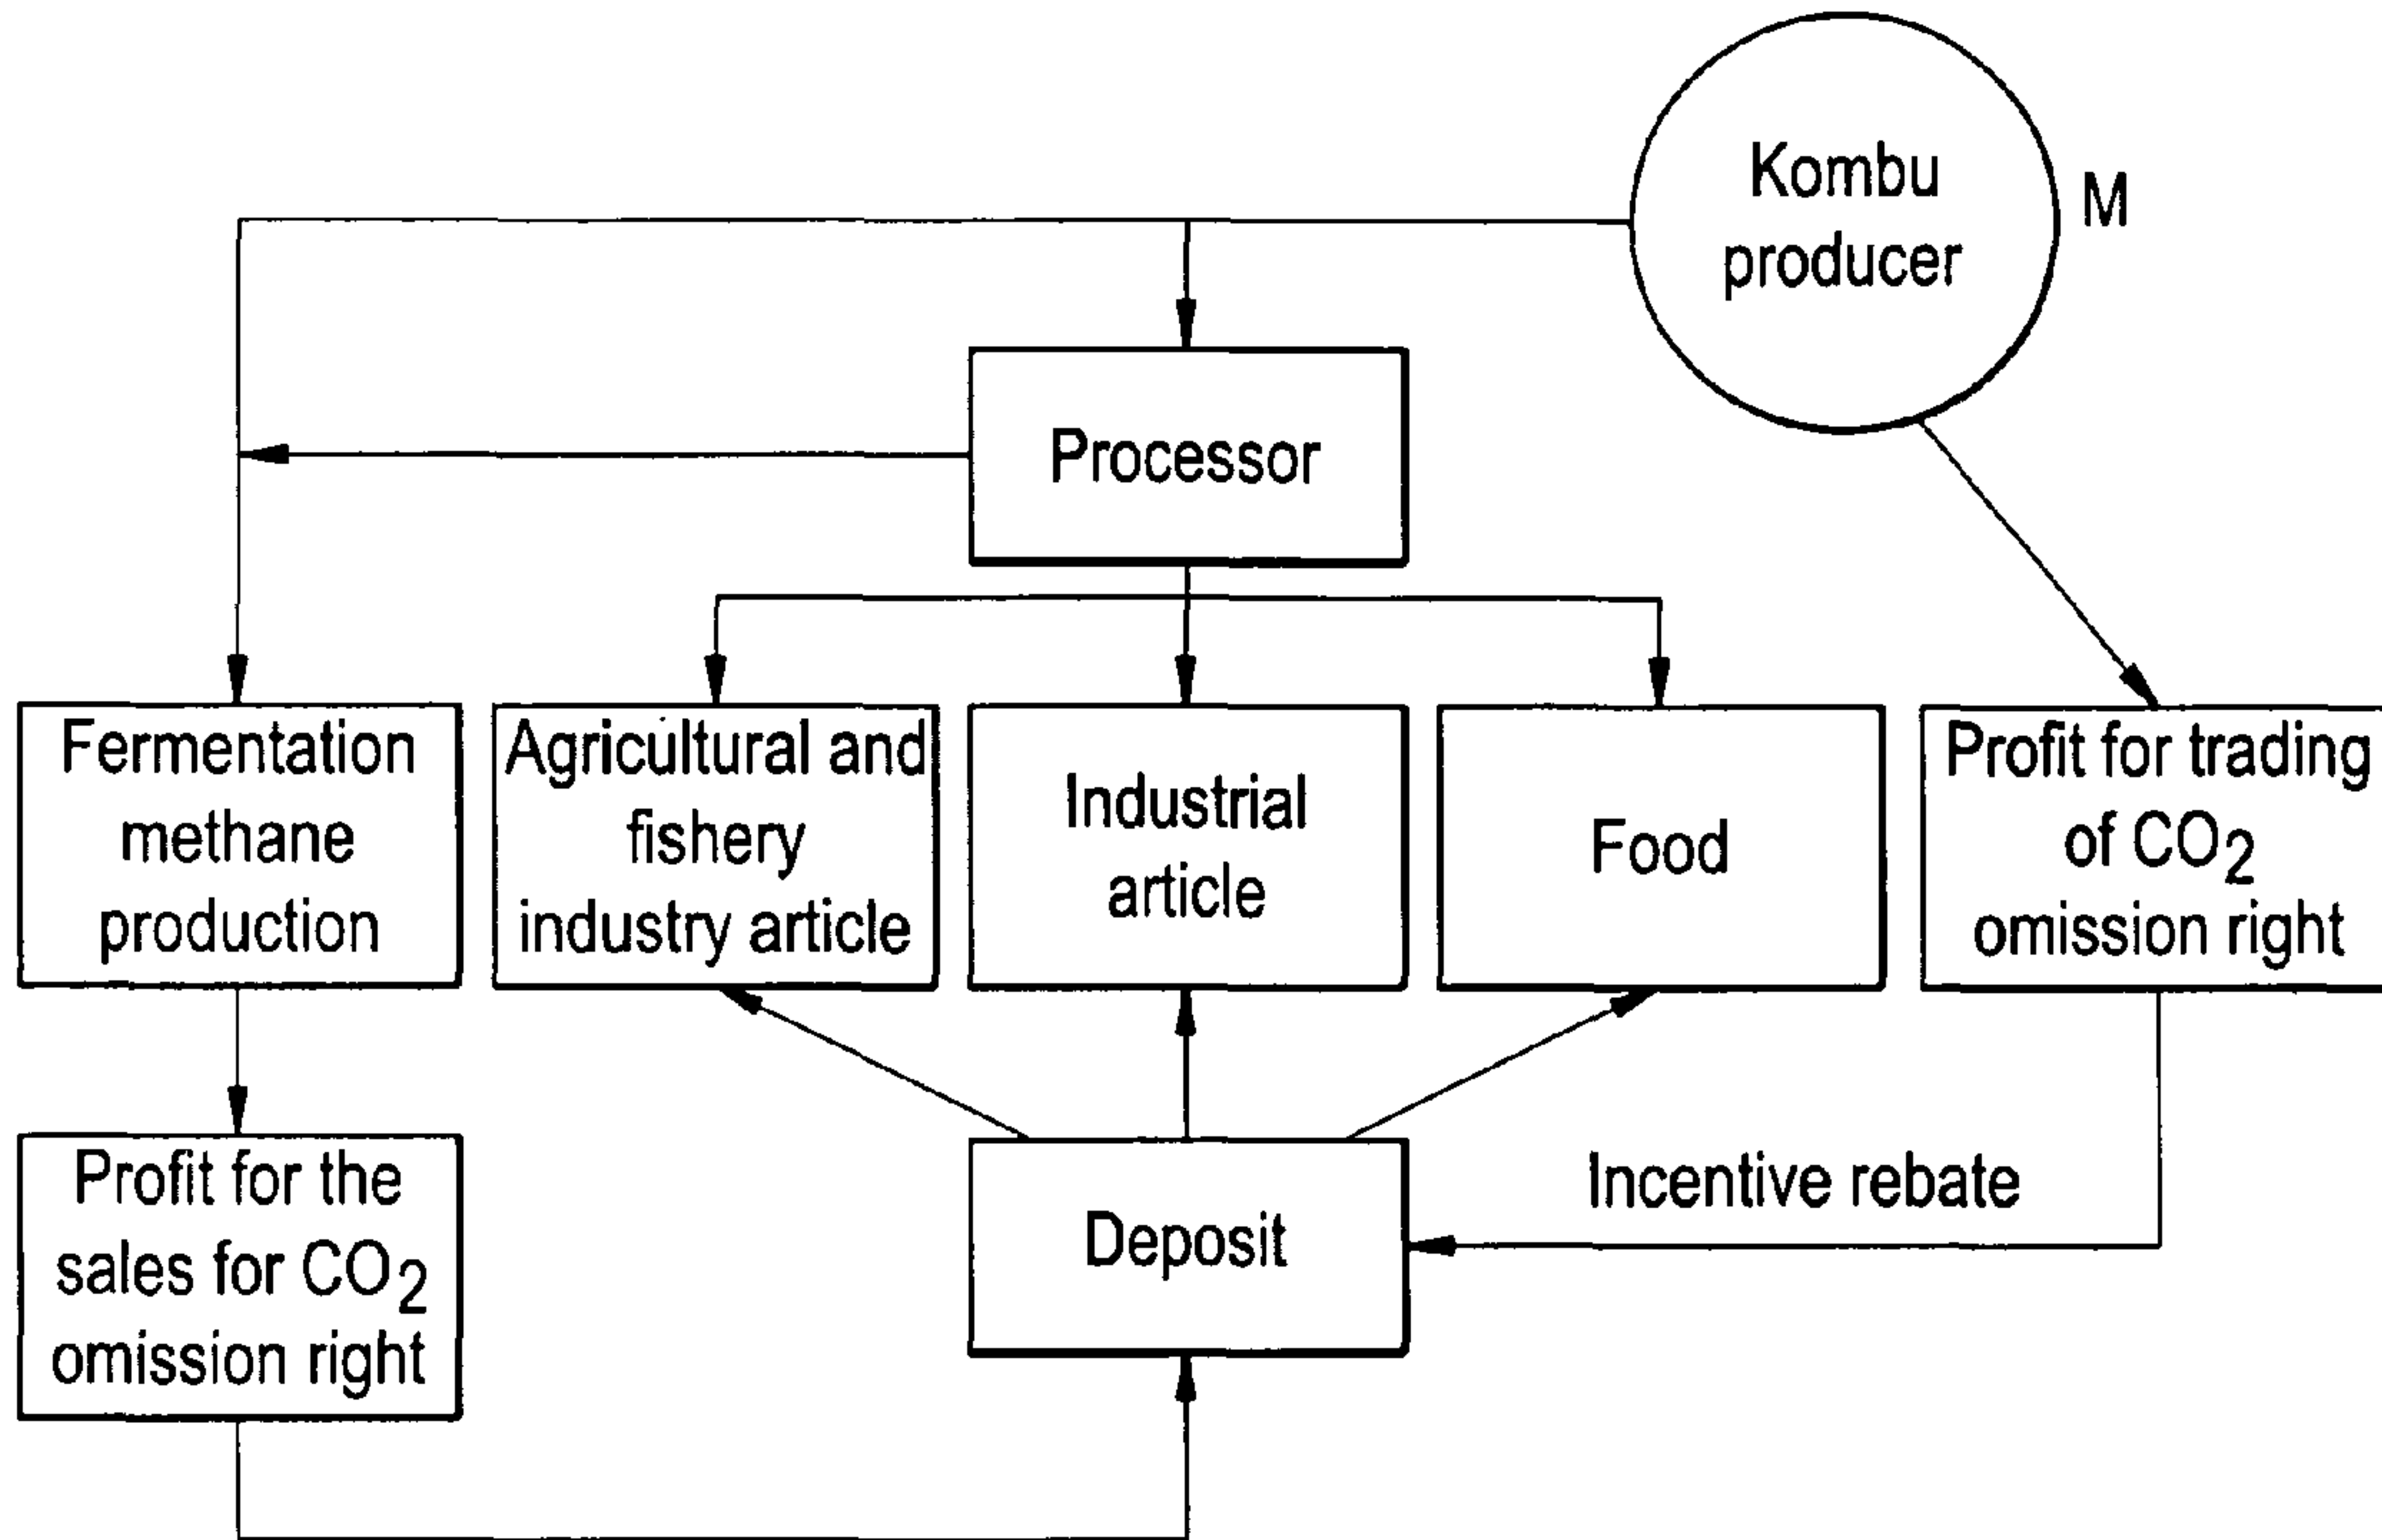 Kombu
producer
M
Processor
Fermentation
methane
production
Agricultural and
fishery
industry article
Industrial
article
Food
Profit for trading
of CO2
omission right
Profit for the
sales for CO2
omission right
Deposit
Incentive rebate